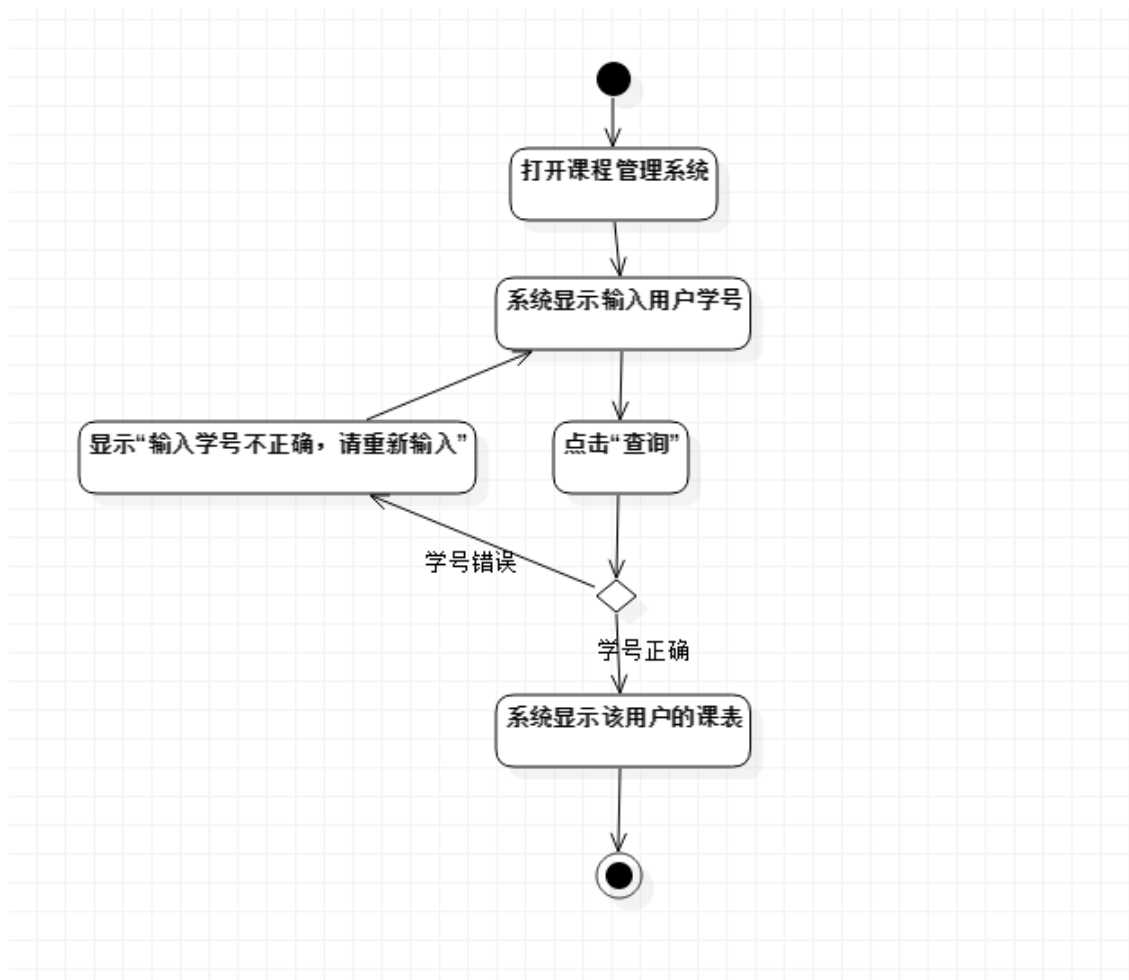 打开课程管理系统
系统显示输入用户学号
显示“输入学号不正确，请重新输入”
点击“查询”
学号错误
学号正确
系统显示该用户的课表